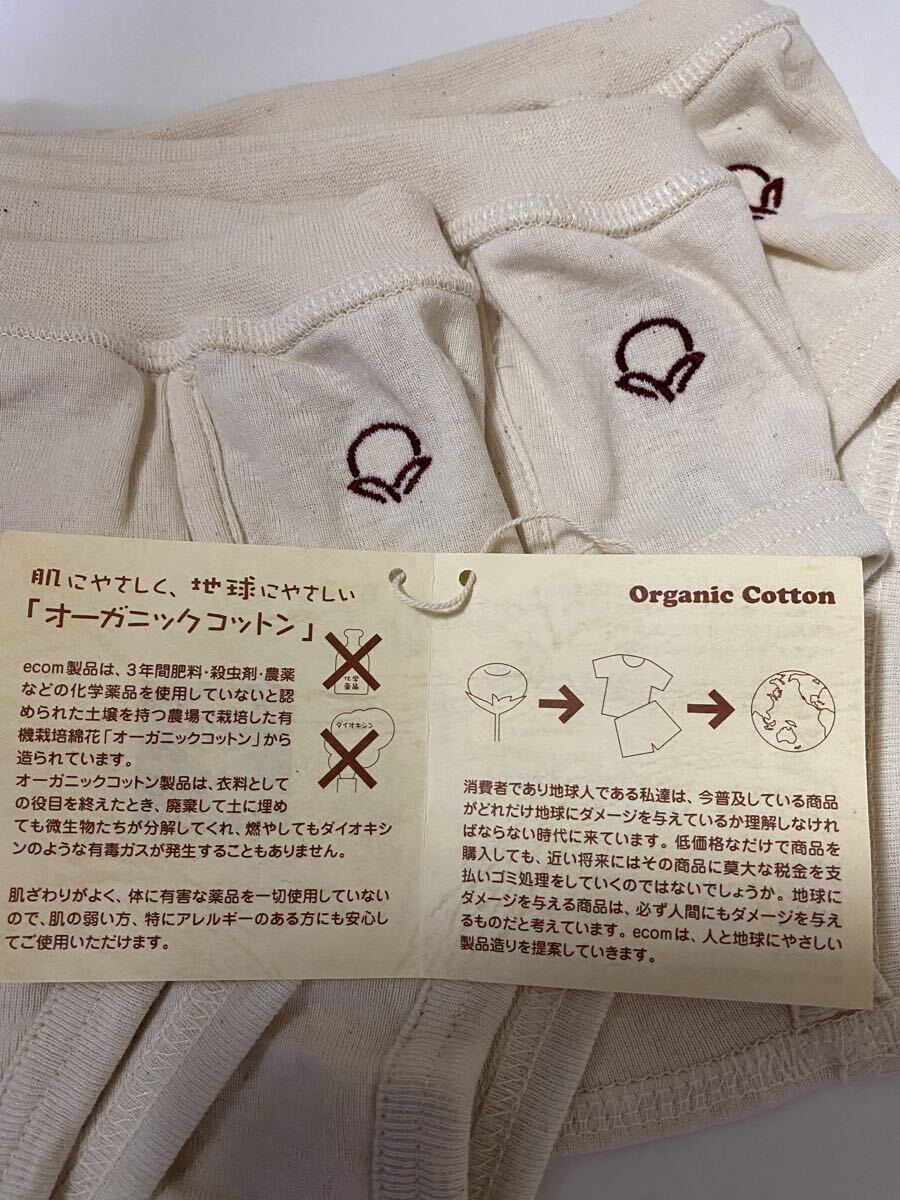 肌にやさしく、地球にやさしい
「オーガニックコットン」
化学
薬品
ダイオキシン
ecom製品は、3年間肥料・殺虫剤・農薬
などの化学薬品を使用していないと認
められた土壌を持つ農場で栽培した有
機栽培綿花「オーガニックコットン」から
造られています。
オーガニックコットン製品は、衣料として
の役目を終えたとき、廃棄して土に埋め
ても微生物たちが分解してくれ、燃やしてもダイオキシ
ンのような有毒ガスが発生することもありません。
肌ざわりがよく、体に有害な薬品を一切使用していない
ので、肌の弱い方、特にアレルギーのある方にも安心し
てご使用いただけます。
Organic Cotton
消費者であり地球人である私達は、今普及している商品
がどれだけ地球にダメージを与えているか理解しなけれ
ばならない時代に来ています。低価格なだけで商品を
購入しても、近い将来にはその商品に莫大な税金を支
払いゴミ処理をしていくのではないでしょうか。地球に
ダメージを与える商品は、必ず人間にもダメージを与え
るものだと考えています。ecomは、人と地球にやさしい
製品造りを提案していきます。